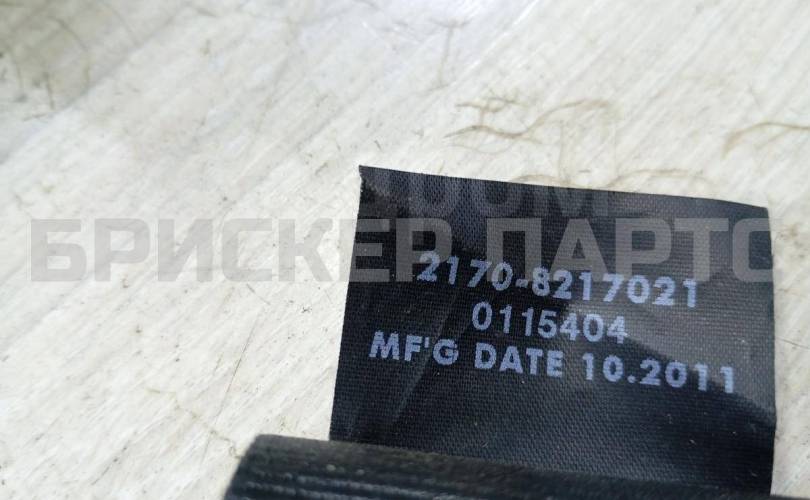 БРИСКЕР ПАРТС
2170-8217021
0115404
MF'G DATE 10.2011